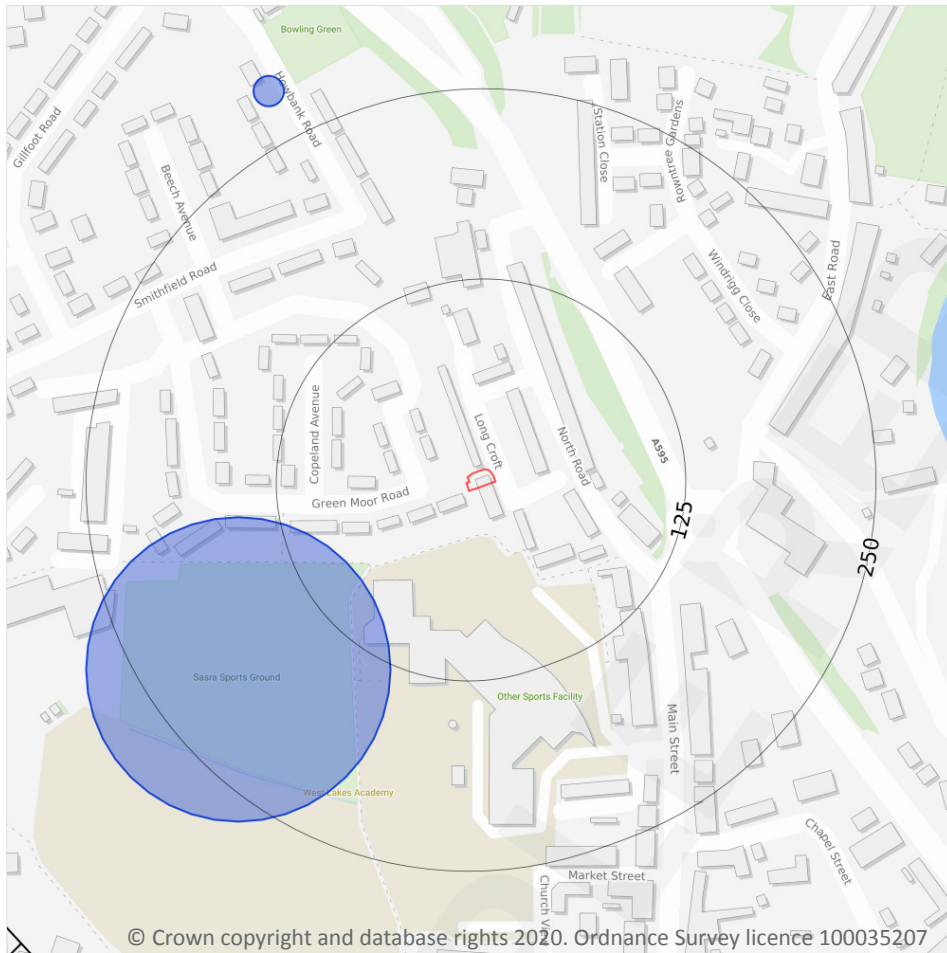 Bowling Green
Howbank Road
Gillfoot Road
Station Close
Rowntree Gardens
Beech Avenue
Windrigg Close
East Road
Smithfield Road
Copeland Avenue
Long Croft
North Road
A595
Green Moor Road
125
250
Sasra Sports Ground
Other Sports Facility
Main Street
West Lakes Academy
Chapel Street
Market Street
Church View
© Crown copyright and database rights 2020. Ordnance Survey licence 100035207